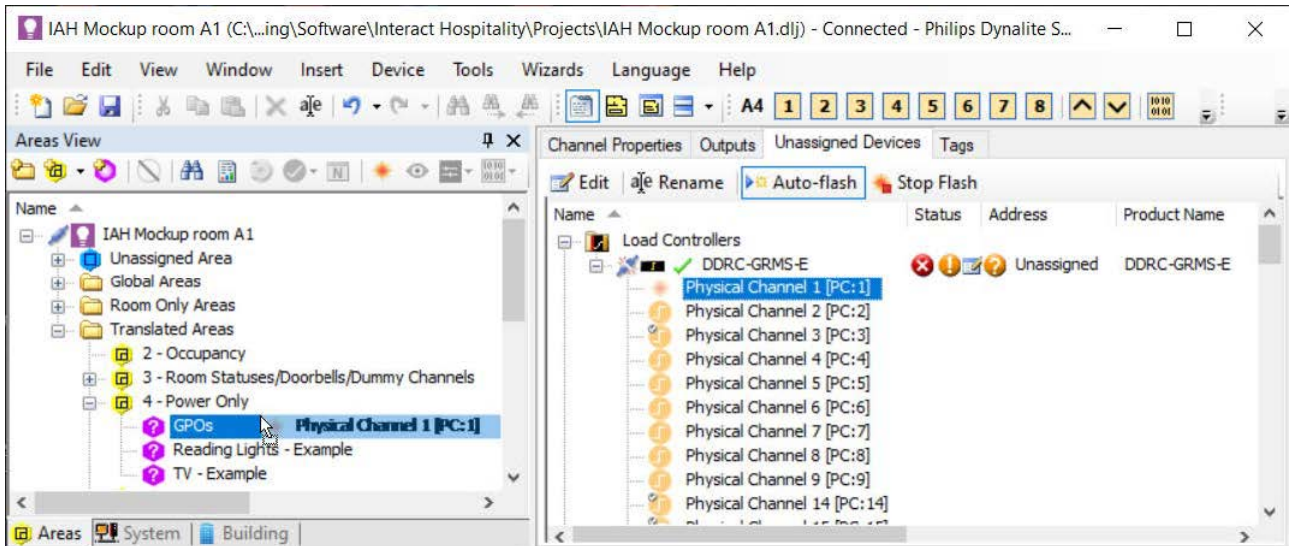 IAH Mockup room A1 (C:\...ing\Software\Interact Hospitality\Projects\IAH Mockup room A1.dlj) - Connected - Philips Dynalite S...
File Edit View Window Insert Device Tools Wizards Language Help
A4 1 2 3 4 5 6 7 8
Areas View
Name
IAH Mockup room A1
Unassigned Area
Global Areas
Room Only Areas
Translated Areas
2 - Occupancy
3 - Room Statuses/Doorbells/Dummy Channels
4 - Power Only
GPOs Physical Channel 1 [PC:1]
Reading Lights - Example
TV - Example
Areas System Building
Channel Properties Outputs Unassigned Devices Tags
Edit Rename Auto-flash Stop Flash
Name Status Address Product Name
Load Controllers
DDRC-GRMS-E Unassigned DDRC-GRMS-E
Physical Channel 1 [PC:1]
Physical Channel 2 [PC:2]
Physical Channel 3 [PC:3]
Physical Channel 4 [PC:4]
Physical Channel 5 [PC:5]
Physical Channel 6 [PC:6]
Physical Channel 7 [PC:7]
Physical Channel 8 [PC:8]
Physical Channel 9 [PC:9]
Physical Channel 14 [PC:14]